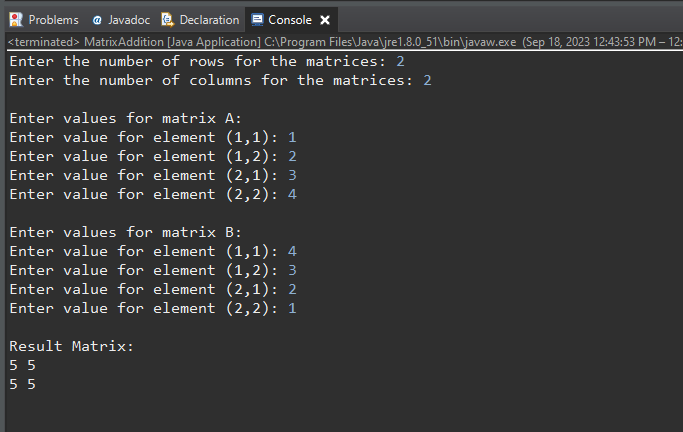 Problems Javadoc Declaration Console
<terminated> MatrixAddition [Java Application] C:\Program Files\Java\jre1.8.0_51\bin\javaw.exe (Sep 18, 2023 12:43:53 PM – 12:
Enter the number of rows for the matrices: 2
Enter the number of columns for the matrices: 2
Enter values for matrix A:
Enter value for element (1,1): 1
Enter value for element (1,2): 2
Enter value for element (2,1): 3
Enter value for element (2,2): 4
Enter values for matrix B:
Enter value for element (1,1): 4
Enter value for element (1,2): 3
Enter value for element (2,1): 2
Enter value for element (2,2): 1
Result Matrix:
5 5
5 5